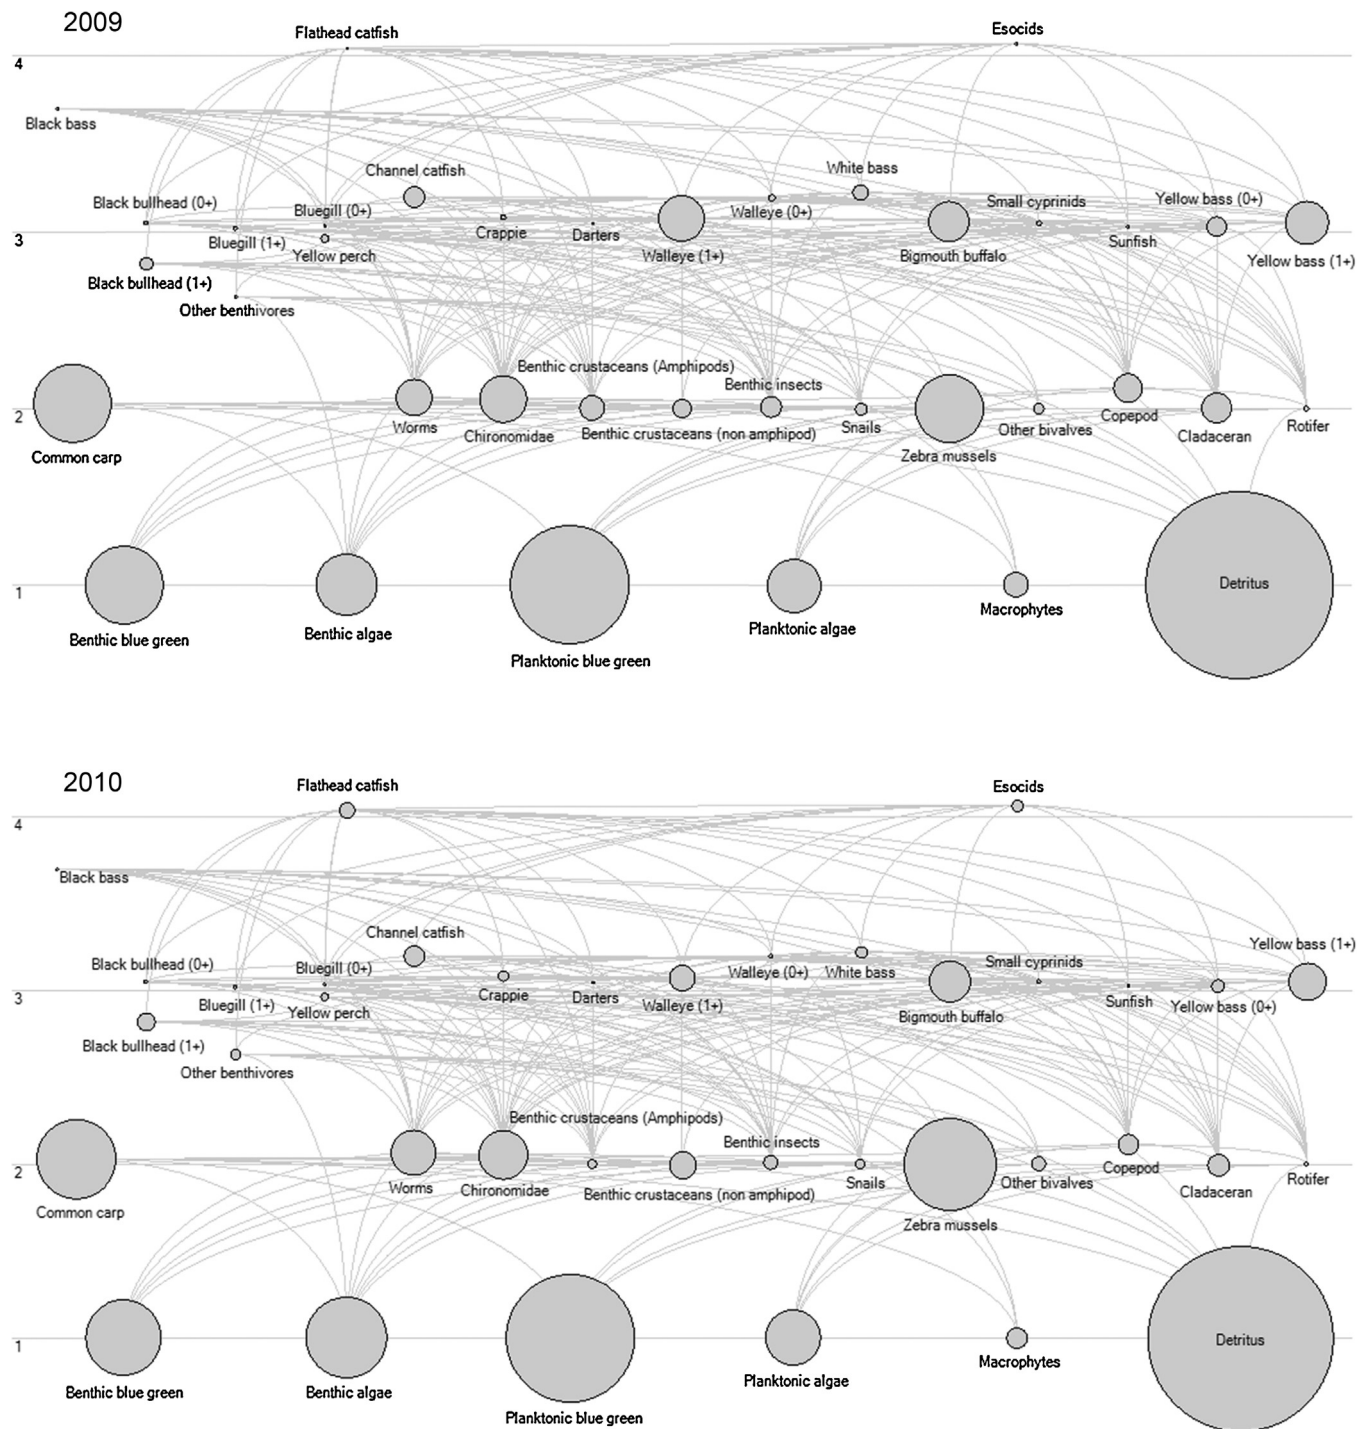 2009
Flathead catfish
Esocids
4
Black bass
Channel catfish
White bass
Black bullhead (0+)
Bluegill (0+)
Walleye (0+)
Small cyprinids
Yellow bass (0+)
3
Bluegill (1+)
Crappie
Darters
Sunfish
Yellow perch
Walleye (1+)
Bigmouth buffalo
Yellow bass (1+)
Black bullhead (1+)
Other benthivores
Benthic crustaceans (Amphipods)
Benthic insects
2
Worms
Chironomidae
Benthic crustaceans (non amphipod)
Snails
Other bivalves
Copepod
Cladaceran
Rotifer
Common carp
Zebra mussels
1
Detritus
Macrophytes
Benthic blue green
Benthic algae
Planktonic algae
Planktonic blue green
2010
Flathead catfish
Esocids
4
Black bass
Channel catfish
Yellow bass (1+)
Black bullhead (0+)
Bluegill (0+)
Walleye (0+)
White bass
Small cyprinids
3
Bluegill (1+)
Crappie
Darters
Walleye (1+)
Sunfish
Yellow bass (0+)
Yellow perch
Bigmouth buffalo
Black bullhead (1+)
Other benthivores
Benthic crustaceans (Amphipods)
Benthic insects
2
Worms
Chironomidae
Benthic crustaceans (non amphipod)
Snails
Other bivalves
Copepod
Cladaceran
Rotifer
Common carp
Zebra mussels
1
Detritus
Macrophytes
Benthic blue green
Benthic algae
Planktonic algae
Planktonic blue green